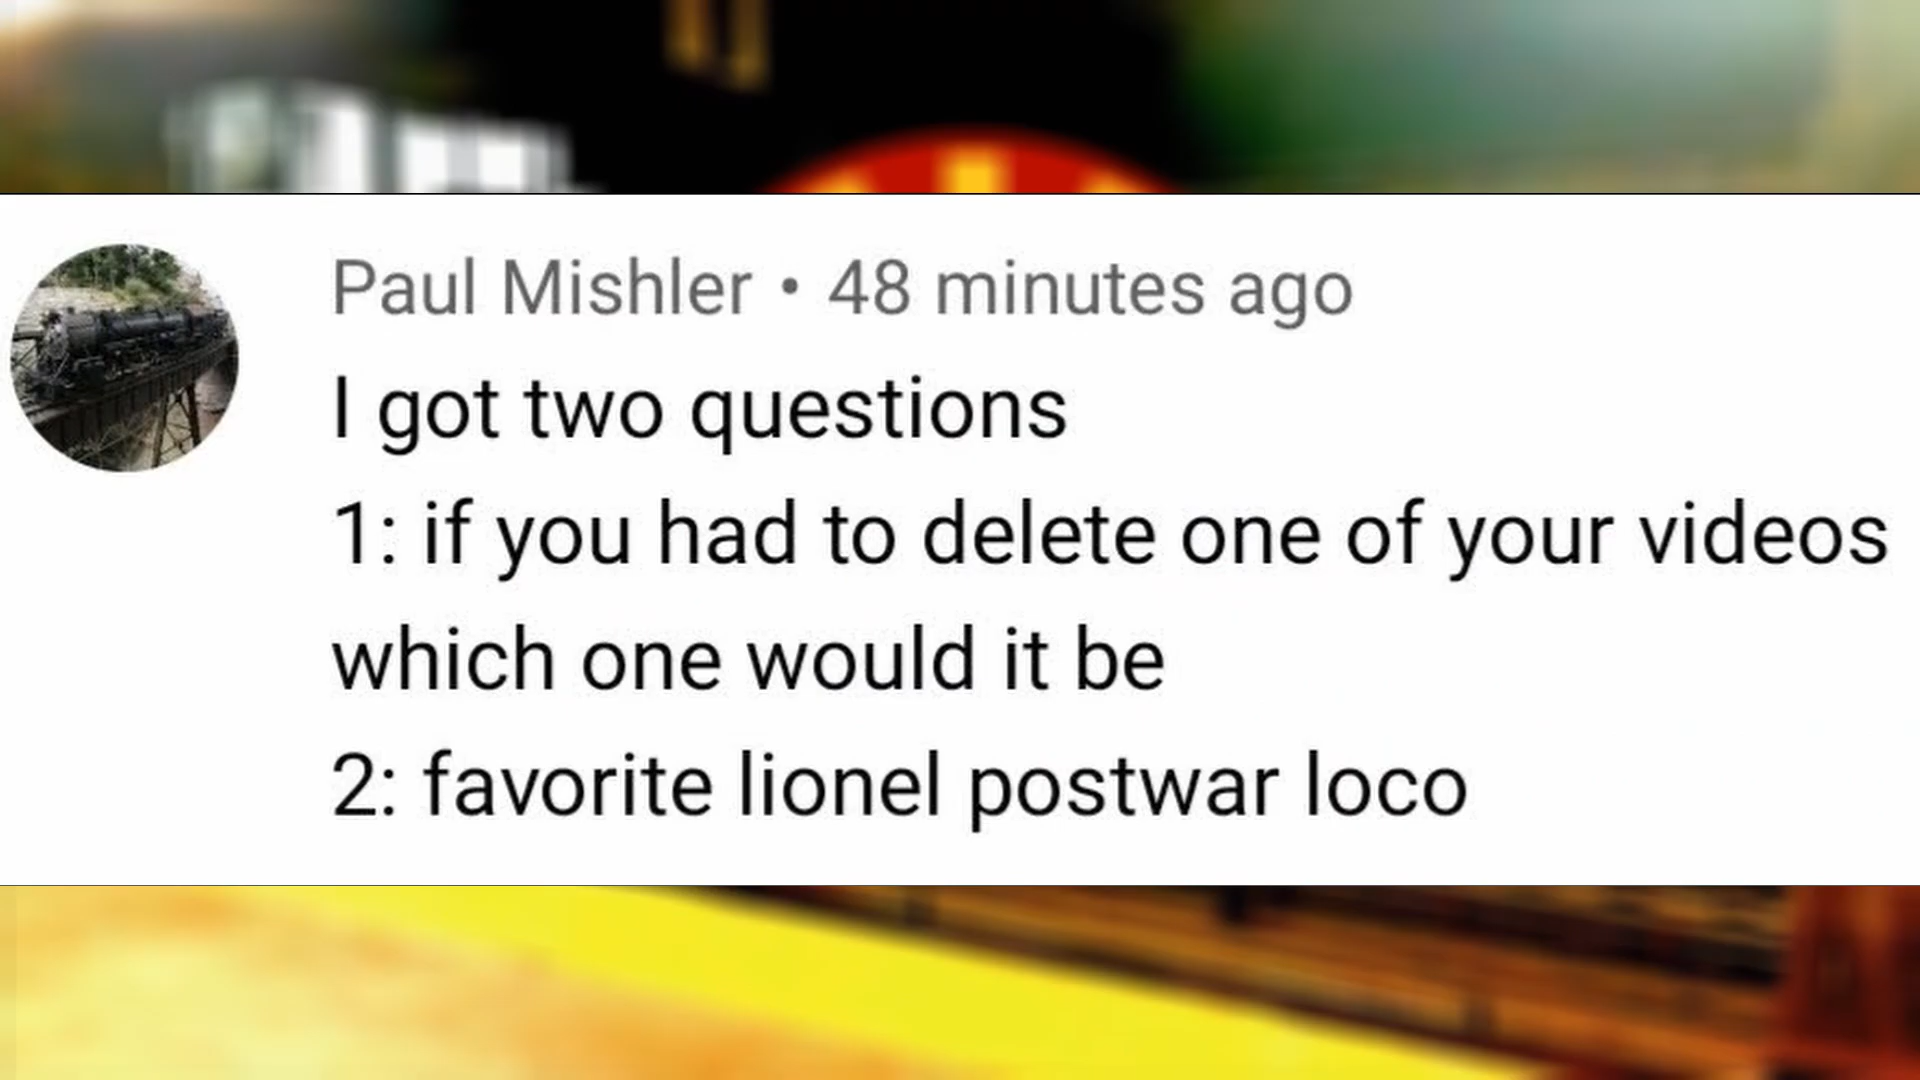 Paul Mishler • 48 minutes ago
I got two questions
1: if you had to delete one of your videos
which one would it be
2: favorite lionel postwar loco